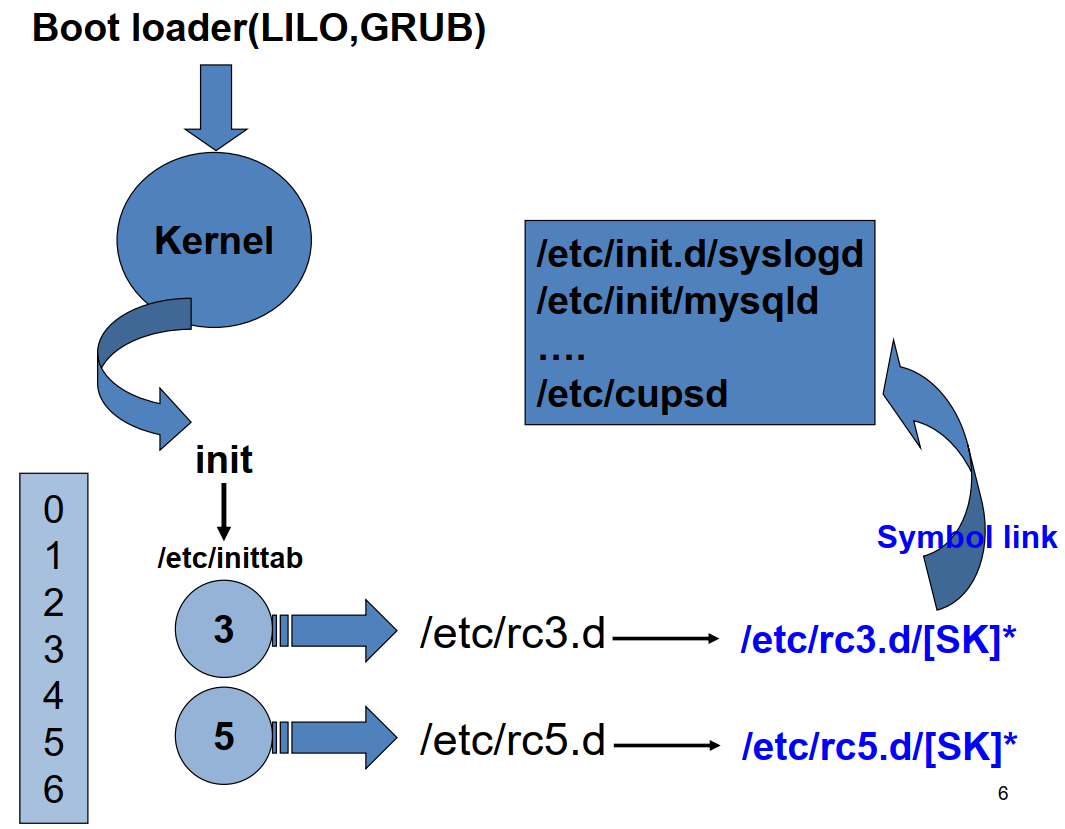 Boot loader(LILO,GRUB)
Kernel
/etc/init.d/syslogd
/etc/init/mysqld
....
/etc/cupsd
init
/etc/inittab
Symbol link
0
1
2
3
4
5
6
3
/etc/rc3.d
/etc/rc3.d/[SK]*
5
/etc/rc5.d
/etc/rc5.d/[SK]*
6